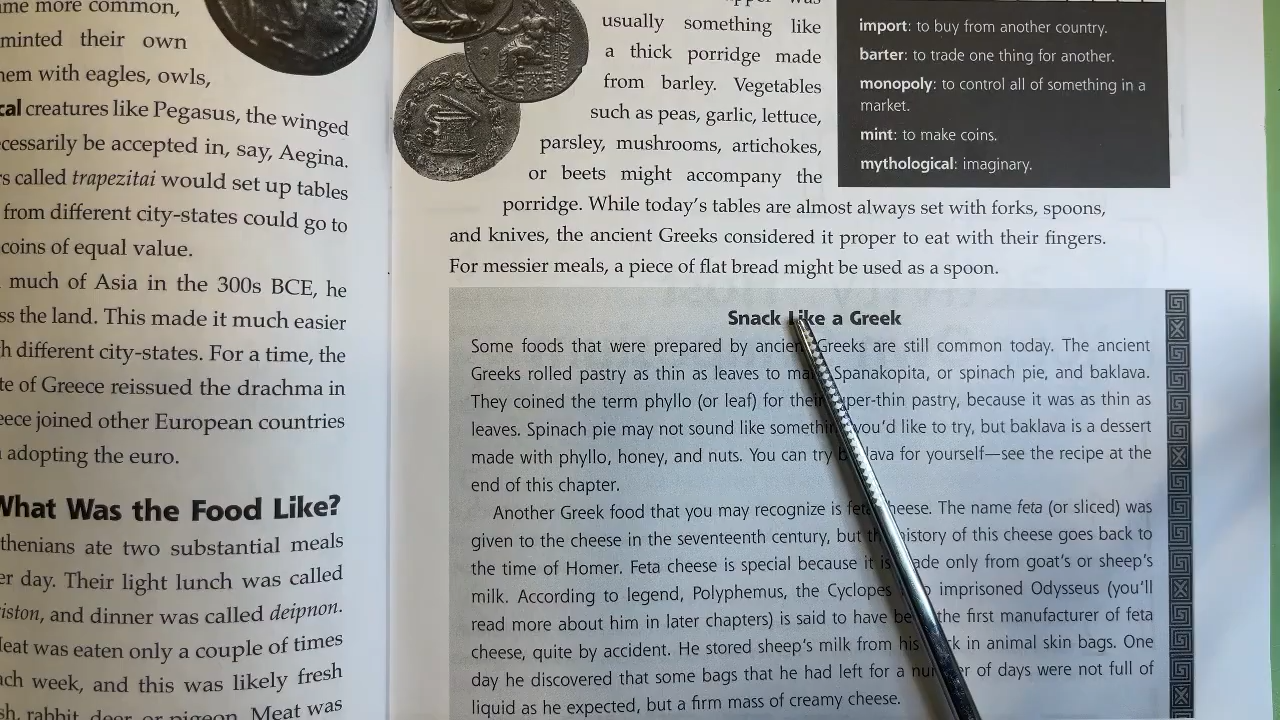 me more common,
minted their own
hem with eagles, owls,
cal creatures like Pegasus, the winged
cessarily be accepted in, say, Aegina.
rs called trapezitai would set up tables
from different city-states could go to
coins of equal value.
much of Asia in the 300s BCE, he
ss the land. This made it much easier
h different city-states. For a time, the
te of Greece reissued the drachma in
eece joined other European countries
adopting the euro.
What Was the Food Like?
thenians ate two substantial meals
er day. Their light lunch was called
riston, and dinner was called deipnon.
Meat was eaten only a couple of times
ach week, and this was likely fresh
sh, rabbit, deer, or pigeon. Meat was
usually something like
a thick porridge made
from barley. Vegetables
such as peas, garlic, lettuce,
parsley, mushrooms, artichokes,
or beets might accompany the
porridge. While today's tables are almost always set with forks, spoons,
and knives, the ancient Greeks considered it proper to eat with their fingers.
For messier meals, a piece of flat bread might be used as a spoon.
import: to buy from another country.
barter: to trade one thing for another.
monopoly: to control all of something in a
market.
mint: to make coins.
mythological: imaginary.
Snack Like a Greek
Some foods that were prepared by ancient Greeks are still common today. The ancient
Greeks rolled pastry as thin as leaves to make Spanakopita, or spinach pie, and baklava.
They coined the term phyllo (or leaf) for their super-thin pastry, because it was as thin as
leaves. Spinach pie may not sound like something you'd like to try, but baklava is a dessert
made with phyllo, honey, and nuts. You can try baklava for yourself—see the recipe at the
end of this chapter.
Another Greek food that you may recognize is feta cheese. The name feta (or sliced) was
given to the cheese in the seventeenth century, but the history of this cheese goes back to
the time of Homer. Feta cheese is special because it is made only from goat's or sheep's
milk. According to legend, Polyphemus, the Cyclopes who imprisoned Odysseus (you'll
read more about him in later chapters) is said to have been the first manufacturer of feta
cheese, quite by accident. He stored sheep's milk from his flock in animal skin bags. One
day he discovered that some bags that he had left for a number of days were not full of
liquid as he expected, but a firm mass of creamy cheese.